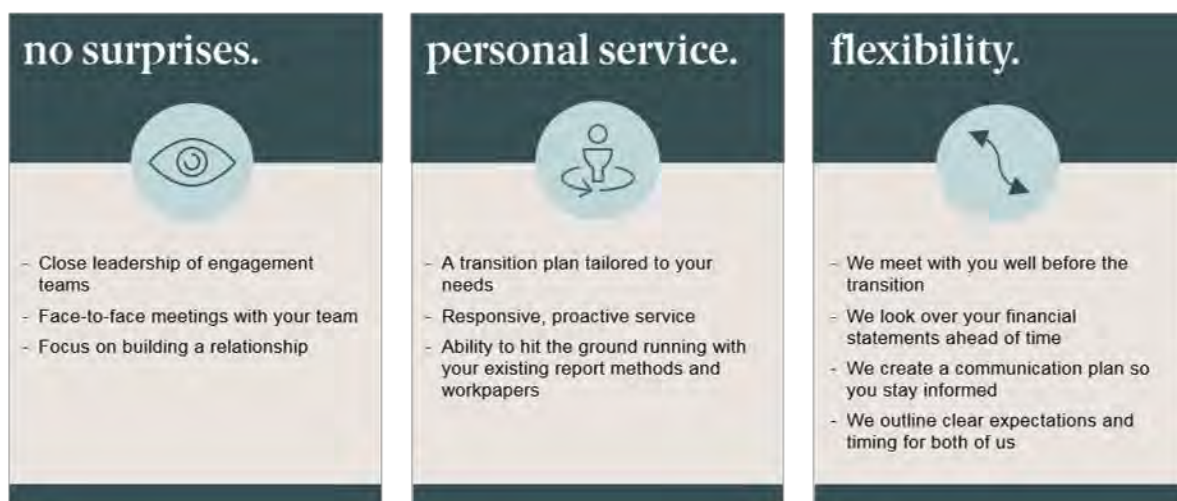 no surprises.
- Close leadership of engagement
teams
- Face-to-face meetings with your team
- Focus on building a relationship
personal service.
- A transition plan tailored to your
needs
- Responsive, proactive service
- Ability to hit the ground running with
your existing report methods and
workpapers
flexibility.
- We meet with you well before the
transition
- We look over your financial
statements ahead of time
- We create a communication plan so
you stay informed
- We outline clear expectations and
timing for both of us